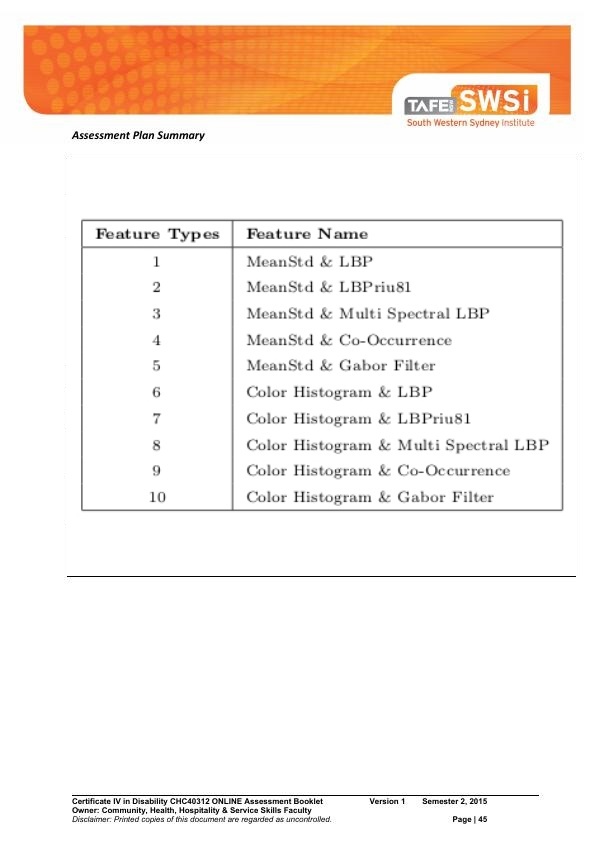 TAFE NSW SWSi
South Western Sydney Institute
Assessment Plan Summary
Feature Types Feature Name
1 MeanStd & LBP
2 MeanStd & LBPriu81
3 MeanStd & Multi Spectral LBP
4 MeanStd & Co-Occurrence
5 MeanStd & Gabor Filter
6 Color Histogram & LBP
7 Color Histogram & LBPriu81
8 Color Histogram & Multi Spectral LBP
9 Color Histogram & Co-Occurrence
10 Color Histogram & Gabor Filter
Certificate IV in Disability CHC40312 ONLINE Assessment Booklet Version 1 Semester 2, 2015
Owner: Community, Health, Hospitality & Service Skills Faculty
Disclaimer: Printed copies of this document are regarded as uncontrolled. Page | 45